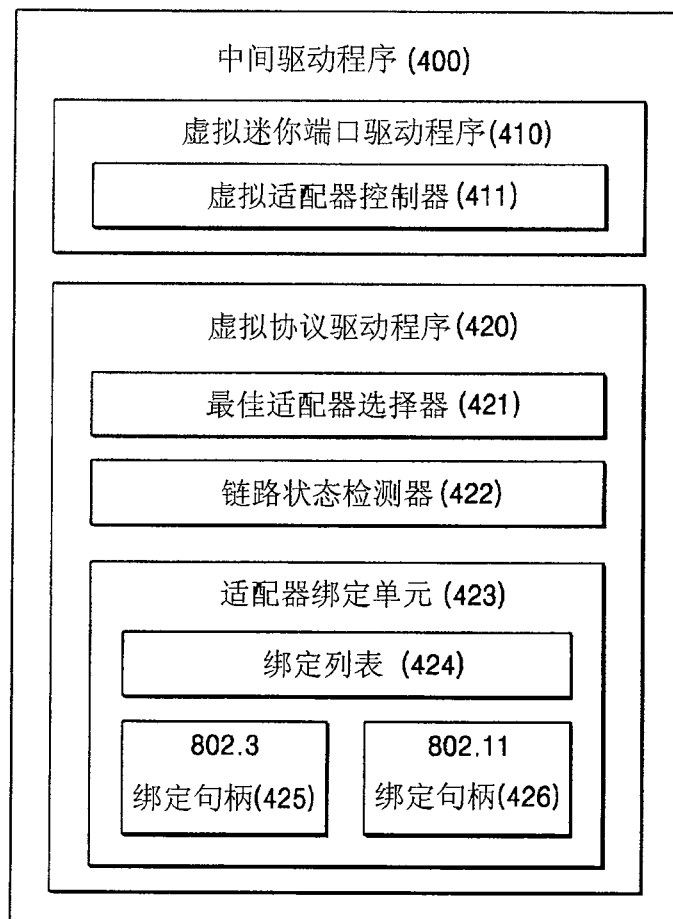 中间驱动程序 (400)
虚拟迷你端口驱动程序(410)
虚拟适配器控制器(411)
虚拟协议驱动程序(420)
最佳适配器选择器(421)
链路状态检测器(422)
适配器绑定单元(423)
绑定列表 (424)
802.3
绑定句柄(425)
802.11
绑定句柄(426)